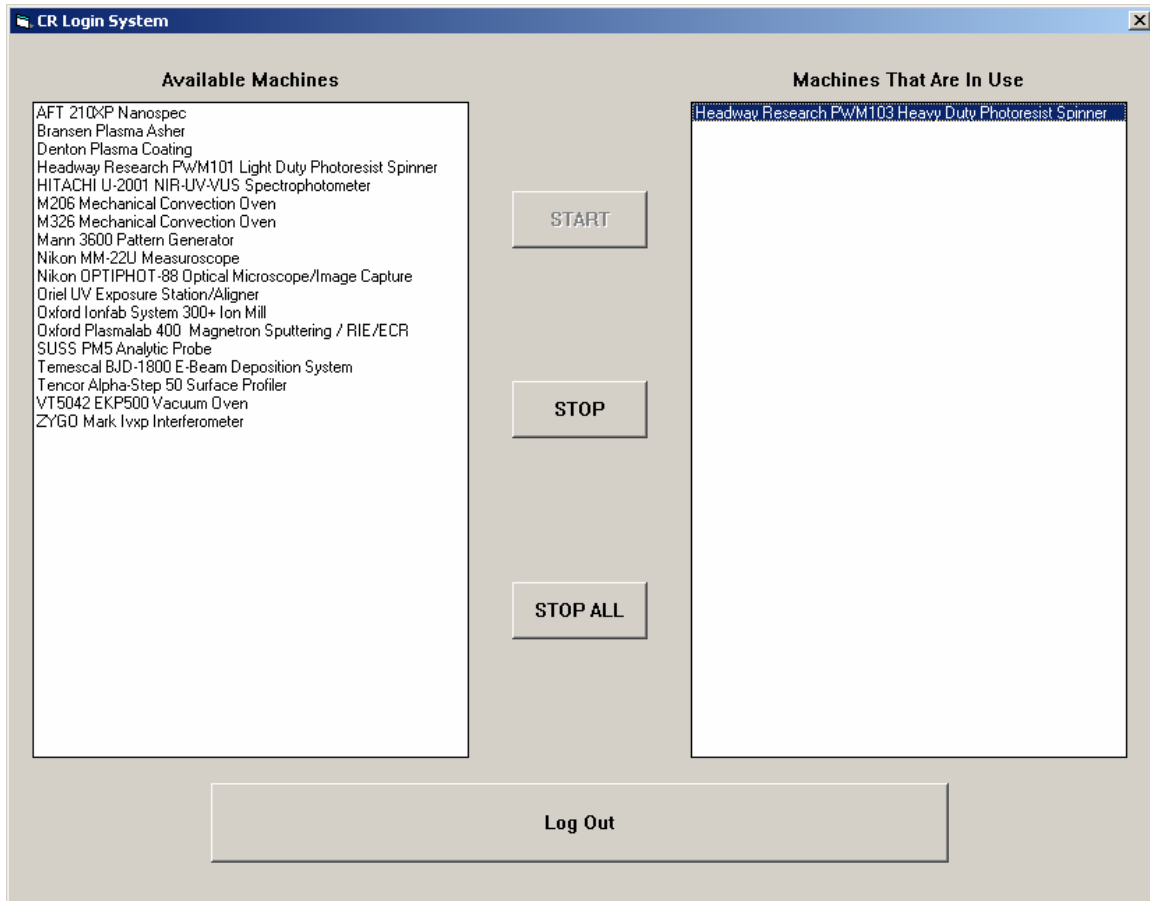 CR Login System
Available Machines
AFT 210XP Nanospec
Bransen Plasma Asher
Denton Plasma Coating
Headway Research PWM101 Light Duty Photoresist Spinner
HITACHI U-2001 NIR-UV-VUS Spectrophotometer
M206 Mechanical Convection Oven
M326 Mechanical Convection Oven
Mann 3600 Pattern Generator
Nikon MM-22U Measuroscope
Nikon OPTIPHOT-88 Optical Microscope/Image Capture
Oriel UV Exposure Station/Aligner
Oxford Ionfab System 300+ Ion Mill
Oxford Plasmalab 400  Magnetron Sputtering / RIE/ECR
SUSS PM5 Analytic Probe
Temescal BJD-1800 E-Beam Deposition System
Tencor Alpha-Step 50 Surface Profiler
VT5042 EKP500 Vacuum Oven
ZYGO Mark Ivxp Interferometer
START
STOP
STOP ALL
Machines That Are In Use
Headway Research PWM103 Heavy Duty Photoresist Spinner
Log Out